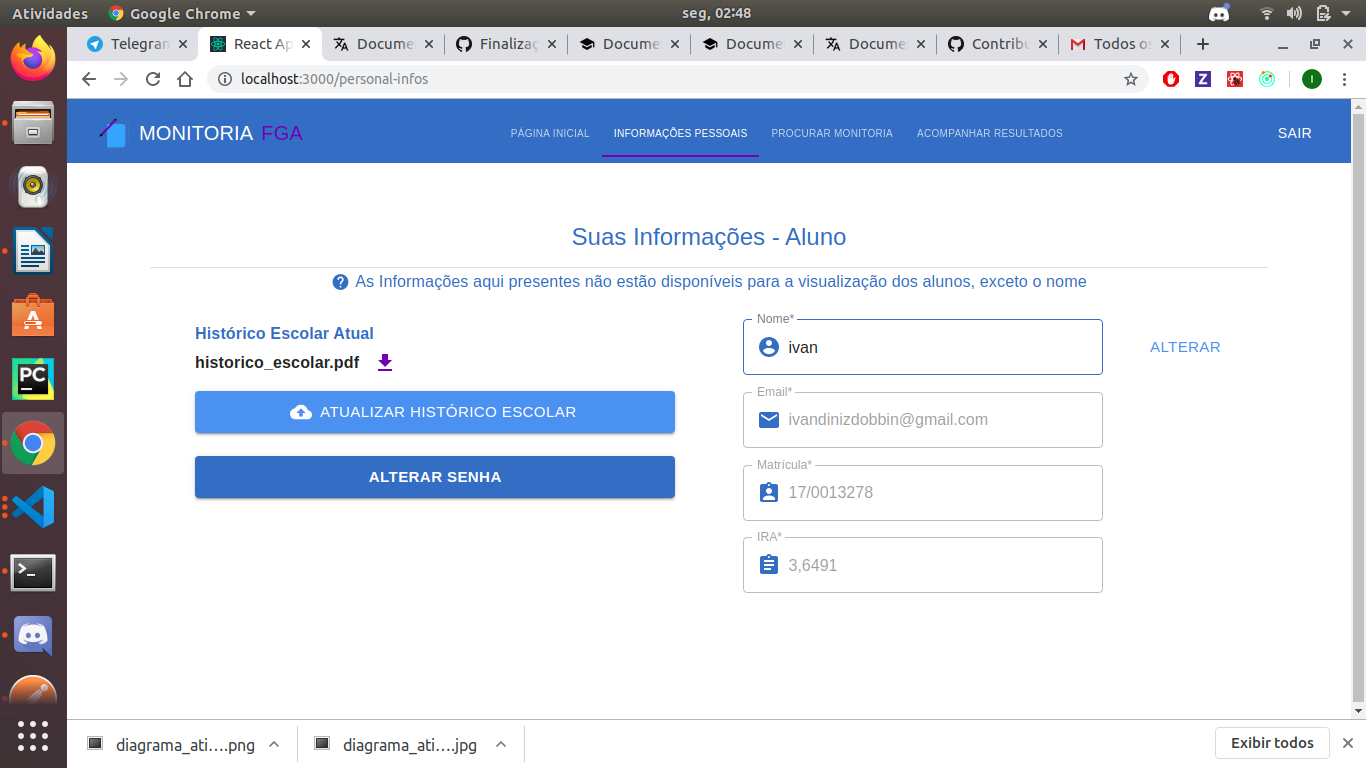 Atividades Google Chrome seg, 02:48
Telegran React Ap Docume Finalizaç Docume Docume Docume Contribu Todos os
localhost:3000/personal-infos
MONITORIA FGA PÁGINA INICIAL INFORMAÇÕES PESSOAIS PROCURAR MONITORIA ACOMPANHAR RESULTADOS SAIR
Suas Informações - Aluno
As Informações aqui presentes não estão disponíveis para a visualização dos alunos, exceto o nome
Histórico Escolar Atual
historico_escolar.pdf
ATUALIZAR HISTÓRICO ESCOLAR
ALTERAR SENHA
Nome*
ivan
ALTERAR
Email*
ivandinizdobbin@gmail.com
Matrícula*
17/0013278
IRA*
3,6491
diagrama_ati....png diagrama_ati....jpg Exibir todos